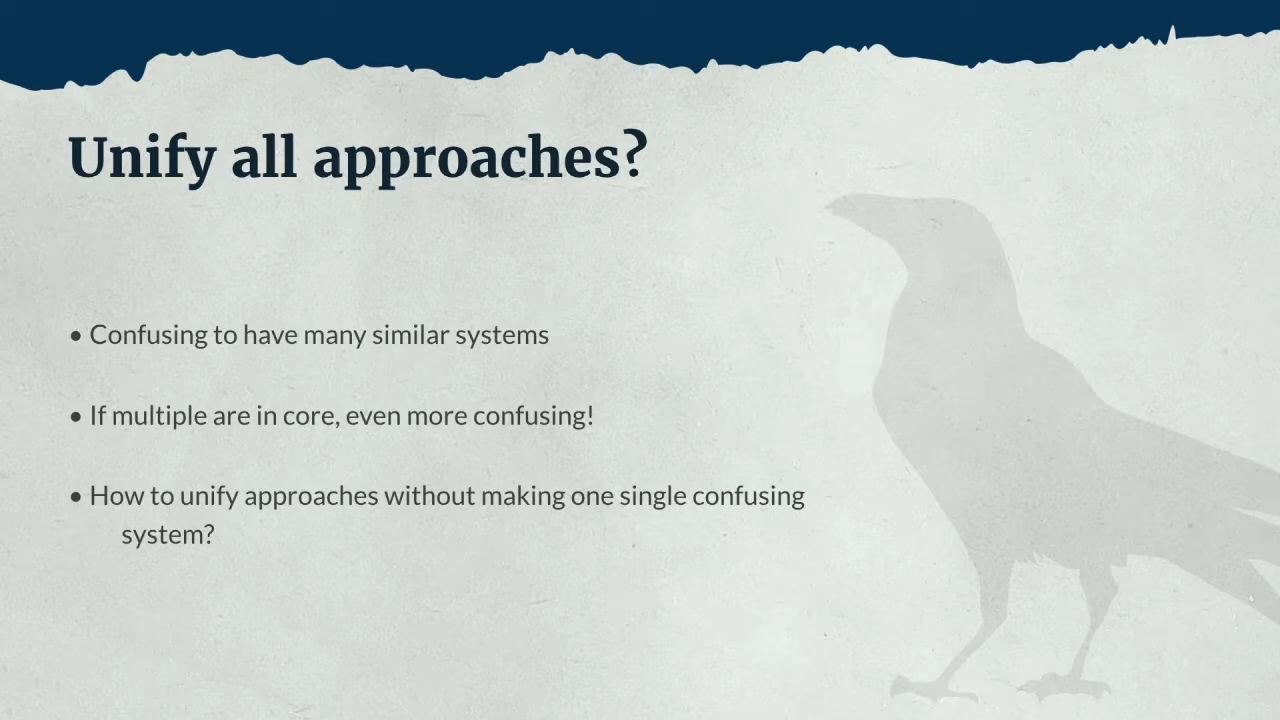 Unify all approaches?
• Confusing to have many similar systems
• If multiple are in core, even more confusing!
• How to unify approaches without making one single confusing
system?